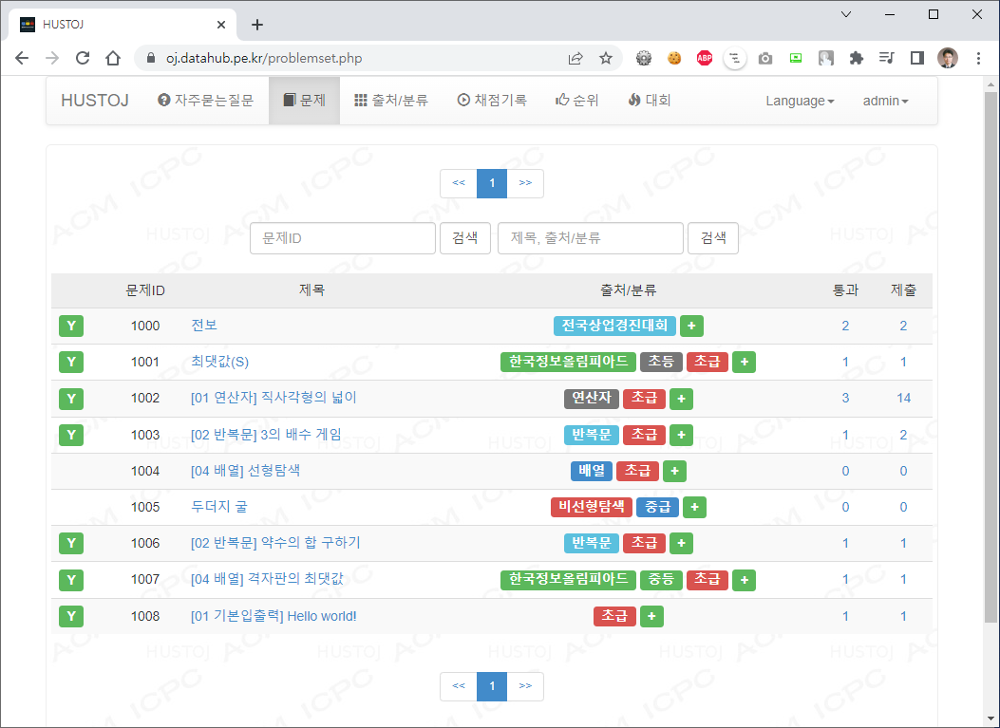 HUSTOJ
oj.datahub.pe.kr/problemset.php
ABP
HUSTOJ 자주묻는질문 문제 출처/분류 채점기록 순위 대회 Language admin
<< 1 >>
문제ID 검색 제목, 출처/분류 검색
문제ID 제목 출처/분류 통과 제출
Y 1000 전보 전국상업경진대회 + 2 2
Y 1001 최댓값(S) 한국정보올림피아드 초등 초급 + 1 1
Y 1002 [01 연산자] 직사각형의 넓이 연산자 초급 + 3 14
Y 1003 [02 반복문] 3의 배수 게임 반복문 초급 + 1 2
1004 [04 배열] 선형탐색 배열 초급 + 0 0
1005 두더지 굴 비선형탐색 중급 + 0 0
Y 1006 [02 반복문] 약수의 합 구하기 반복문 초급 + 1 1
Y 1007 [04 배열] 격자판의 최댓값 한국정보올림피아드 중등 초급 + 1 1
Y 1008 [01 기본입출력] Hello world! 초급 + 1 1
<< 1 >>
ACM ICPC
HUSTOJ